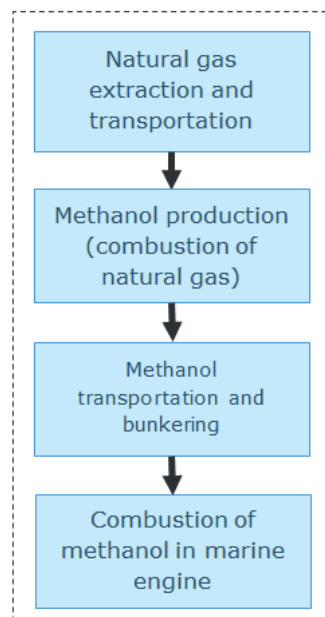 Natural gas
extraction and
transportation
Methanol production
(combustion of
natural gas)
Methanol
transportation and
bunkering
Combustion of
methanol in marine
engine